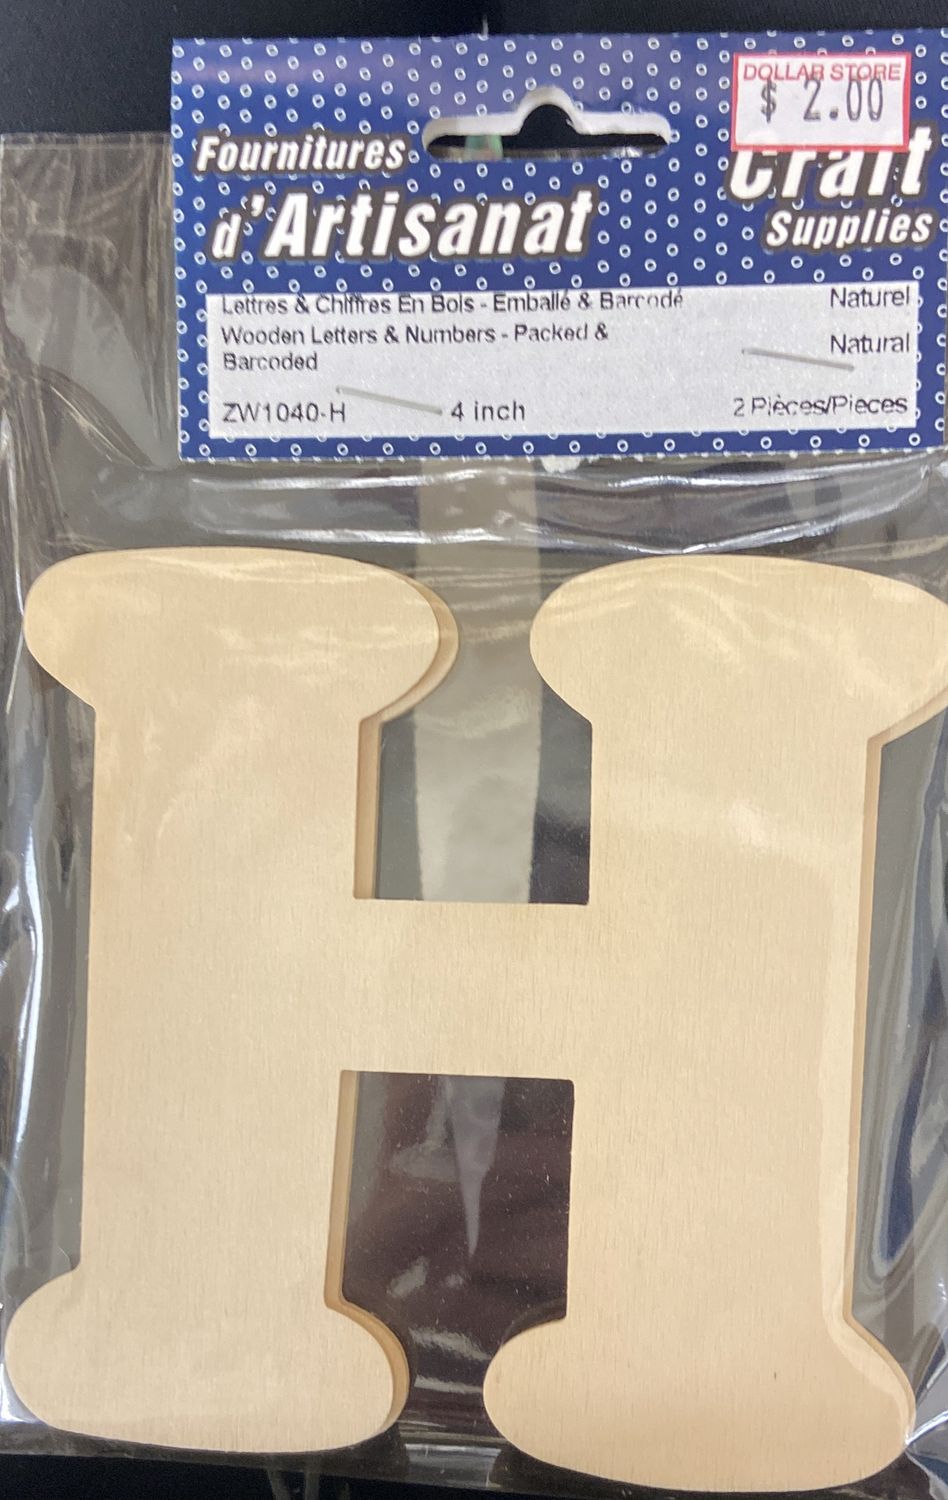 DOLLAR STORE
$ 2.00
Fournitures
d'Artisanat
Craft
Supplies
Lettres & Chiffres En Bois - Emballé & Barcodé
Naturel
Wooden Letters & Numbers - Packed &
Barcoded
Natural
ZW1040-H
4 inch
2 Pièces/Pieces
H